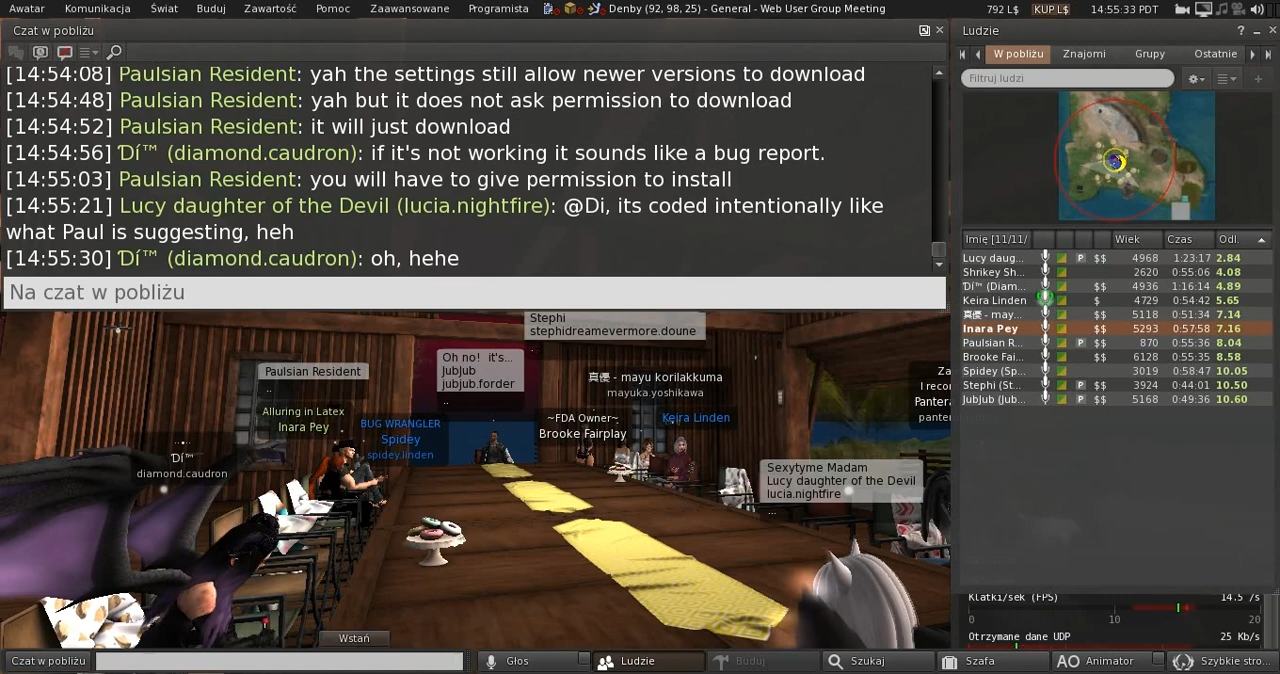 Awatar Komunikacja Świat Buduj Zawartość Pomoc Zaawansowane Programista Denby (92, 98, 25) - General - Web User Group Meeting 792 L$ KUP L$ 14:55:33 PDT
Czat w pobliżu
[14:54:08] Paulsian Resident: yah the settings still allow newer versions to download
[14:54:48] Paulsian Resident: yah but it does not ask permission to download
[14:54:52] Paulsian Resident: it will just download
[14:54:56] Ɗí™ (diamond.caudron): if it's not working it sounds like a bug report.
[14:55:03] Paulsian Resident: you will have to give permission to install
[14:55:21] Lucy daughter of the Devil (lucia.nightfire): @Di, its coded intentionally like
what Paul is suggesting, heh
[14:55:30] Ɗí™ (diamond.caudron): oh, hehe
Na czat w pobliżu
Stephi
stephidreamevermore.doune
Oh no! it's...
JubJub
jubjub.forder
..
Paulsian Resident
..
Alluring in Latex
Inara Pey
BUG WRANGLER
Spidey
spidey.linden
真優 - mayu korilakkuma
mayuka.yoshikawa
~FDA Owner~
Brooke Fairplay
Keira Linden
Za
I recor
Pantera
panter
Ɗí™
diamond.caudron
Sexytyme Madam
Lucy daughter of the Devil
lucia.nightfire
...
Wstań
Ludzie
W pobliżu Znajomi Grupy Ostatnie
Filtruj ludzi
Imię [11/11/ Wiek Czas Odl.
Lucy daug... P $$ 4968 1:23:17 2.84
Shrikey Sh... 2620 0:55:06 4.08
Ɗí™ (Diam... $$ 4936 1:16:14 4.89
Keira Linden $ 4729 0:54:42 5.65
真優 - may... $$ 5118 0:51:34 7.14
Inara Pey $$ 5293 0:57:58 7.16
Paulsian R... P $$ 870 0:55:36 8.04
Brooke Fai... $$ 6128 0:55:35 8.58
Spidey (Sp... 3019 0:58:47 10.05
Stephi (St... P $$ 3924 0:44:01 10.50
JubJub (Jub... $$ 5168 0:49:36 10.60
Klatki/sek (FPS) 14.5 /s
0 10 20
Otrzymane dane UDP 25 Kb/s
Czat w pobliżu Głos Ludzie Buduj Szukaj Szafa AO Animator Szybkie stro...